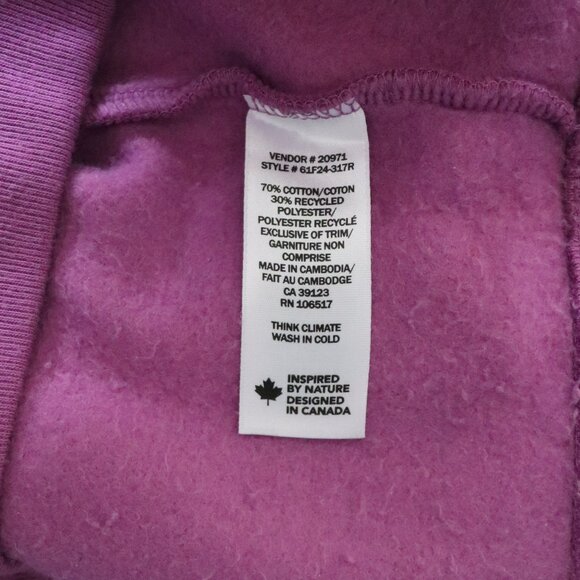 VENDOR # 20971
STYLE # 61F24-317R
70% COTTON/COTON
30% RECYCLED
POLYESTER/
POLYESTER RECYCLÉ
EXCLUSIVE OF TRIM/
GARNITURE NON
COMPRISE
MADE IN CAMBODIA/
FAIT AU CAMBODGE
CA 39123
RN 106517
THINK CLIMATE
WASH IN COLD
INSPIRED
BY NATURE
DESIGNED
IN CANADA